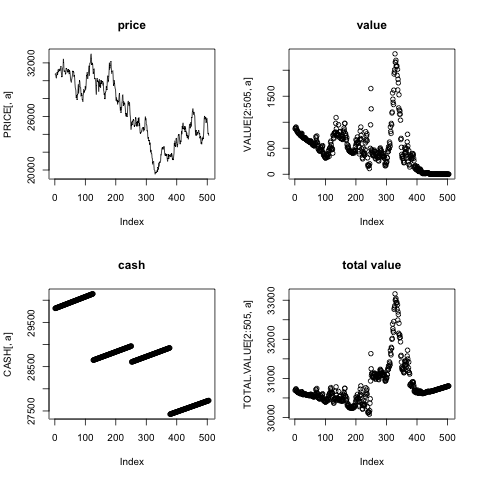 price
value
PRICE[, a]
20000 26000 32000
0 100 200 300 400 500
Index
VALUE[2:505, a]
0 500 1500
0 100 200 300 400 500
Index
cash
total value
CASH[, a]
27500 28500 29500
0 100 200 300 400 500
Index
TOTAL.VALUE[2:505, a]
30000 31000 32000 33000
0 100 200 300 400 500
Index